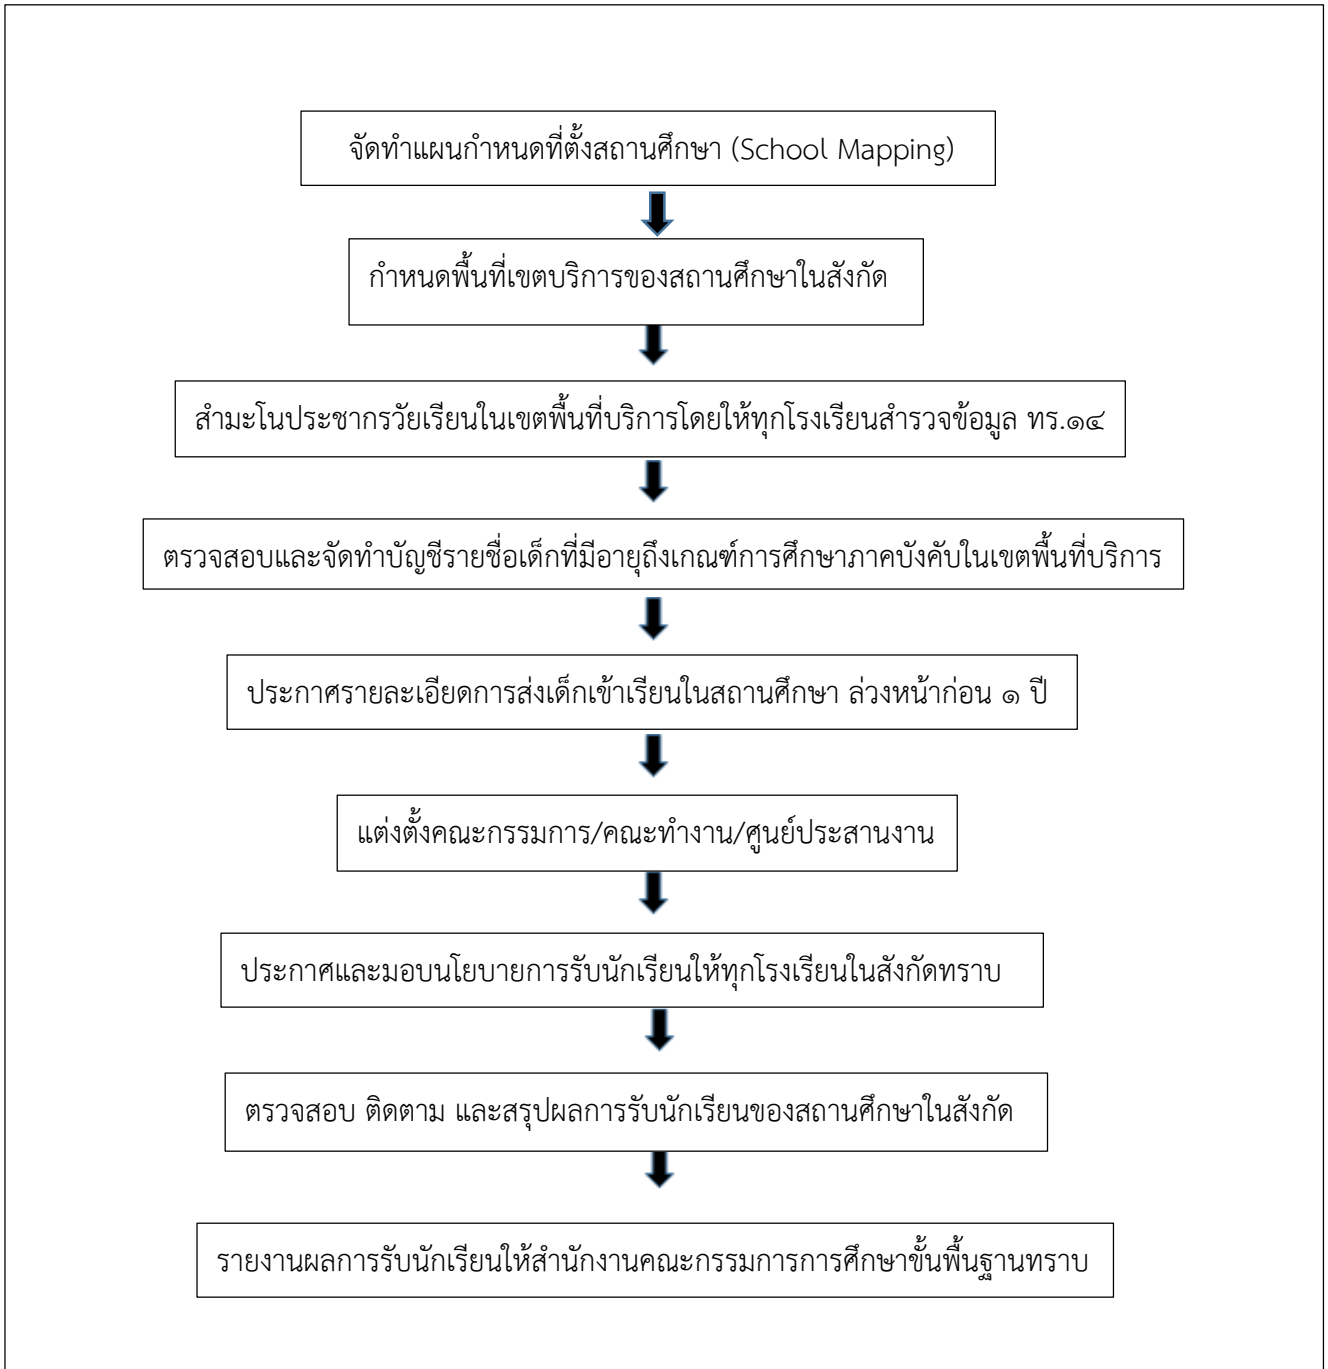 จัดทำแผนกำหนดที่ตั้งสถานศึกษา (School Mapping)
กำหนดพื้นที่เขตบริการของสถานศึกษาในสังกัด
สำมะโนประชากรวัยเรียนในเขตพื้นที่บริการโดยให้ทุกโรงเรียนสำรวจข้อมูล ทร.๑๔
ตรวจสอบและจัดทำบัญชีรายชื่อเด็กที่มีอายุถึงเกณฑ์การศึกษาภาคบังคับในเขตพื้นที่บริการ
ประกาศรายละเอียดการส่งเด็กเข้าเรียนในสถานศึกษา ล่วงหน้าก่อน ๑ ปี
แต่งตั้งคณะกรรมการ/คณะทำงาน/ศูนย์ประสานงาน
ประกาศและมอบนโยบายการรับนักเรียนให้ทุกโรงเรียนในสังกัดทราบ
ตรวจสอบ ติดตาม และสรุปผลการรับนักเรียนของสถานศึกษาในสังกัด
รายงานผลการรับนักเรียนให้สำนักงานคณะกรรมการการศึกษาขั้นพื้นฐานทราบ